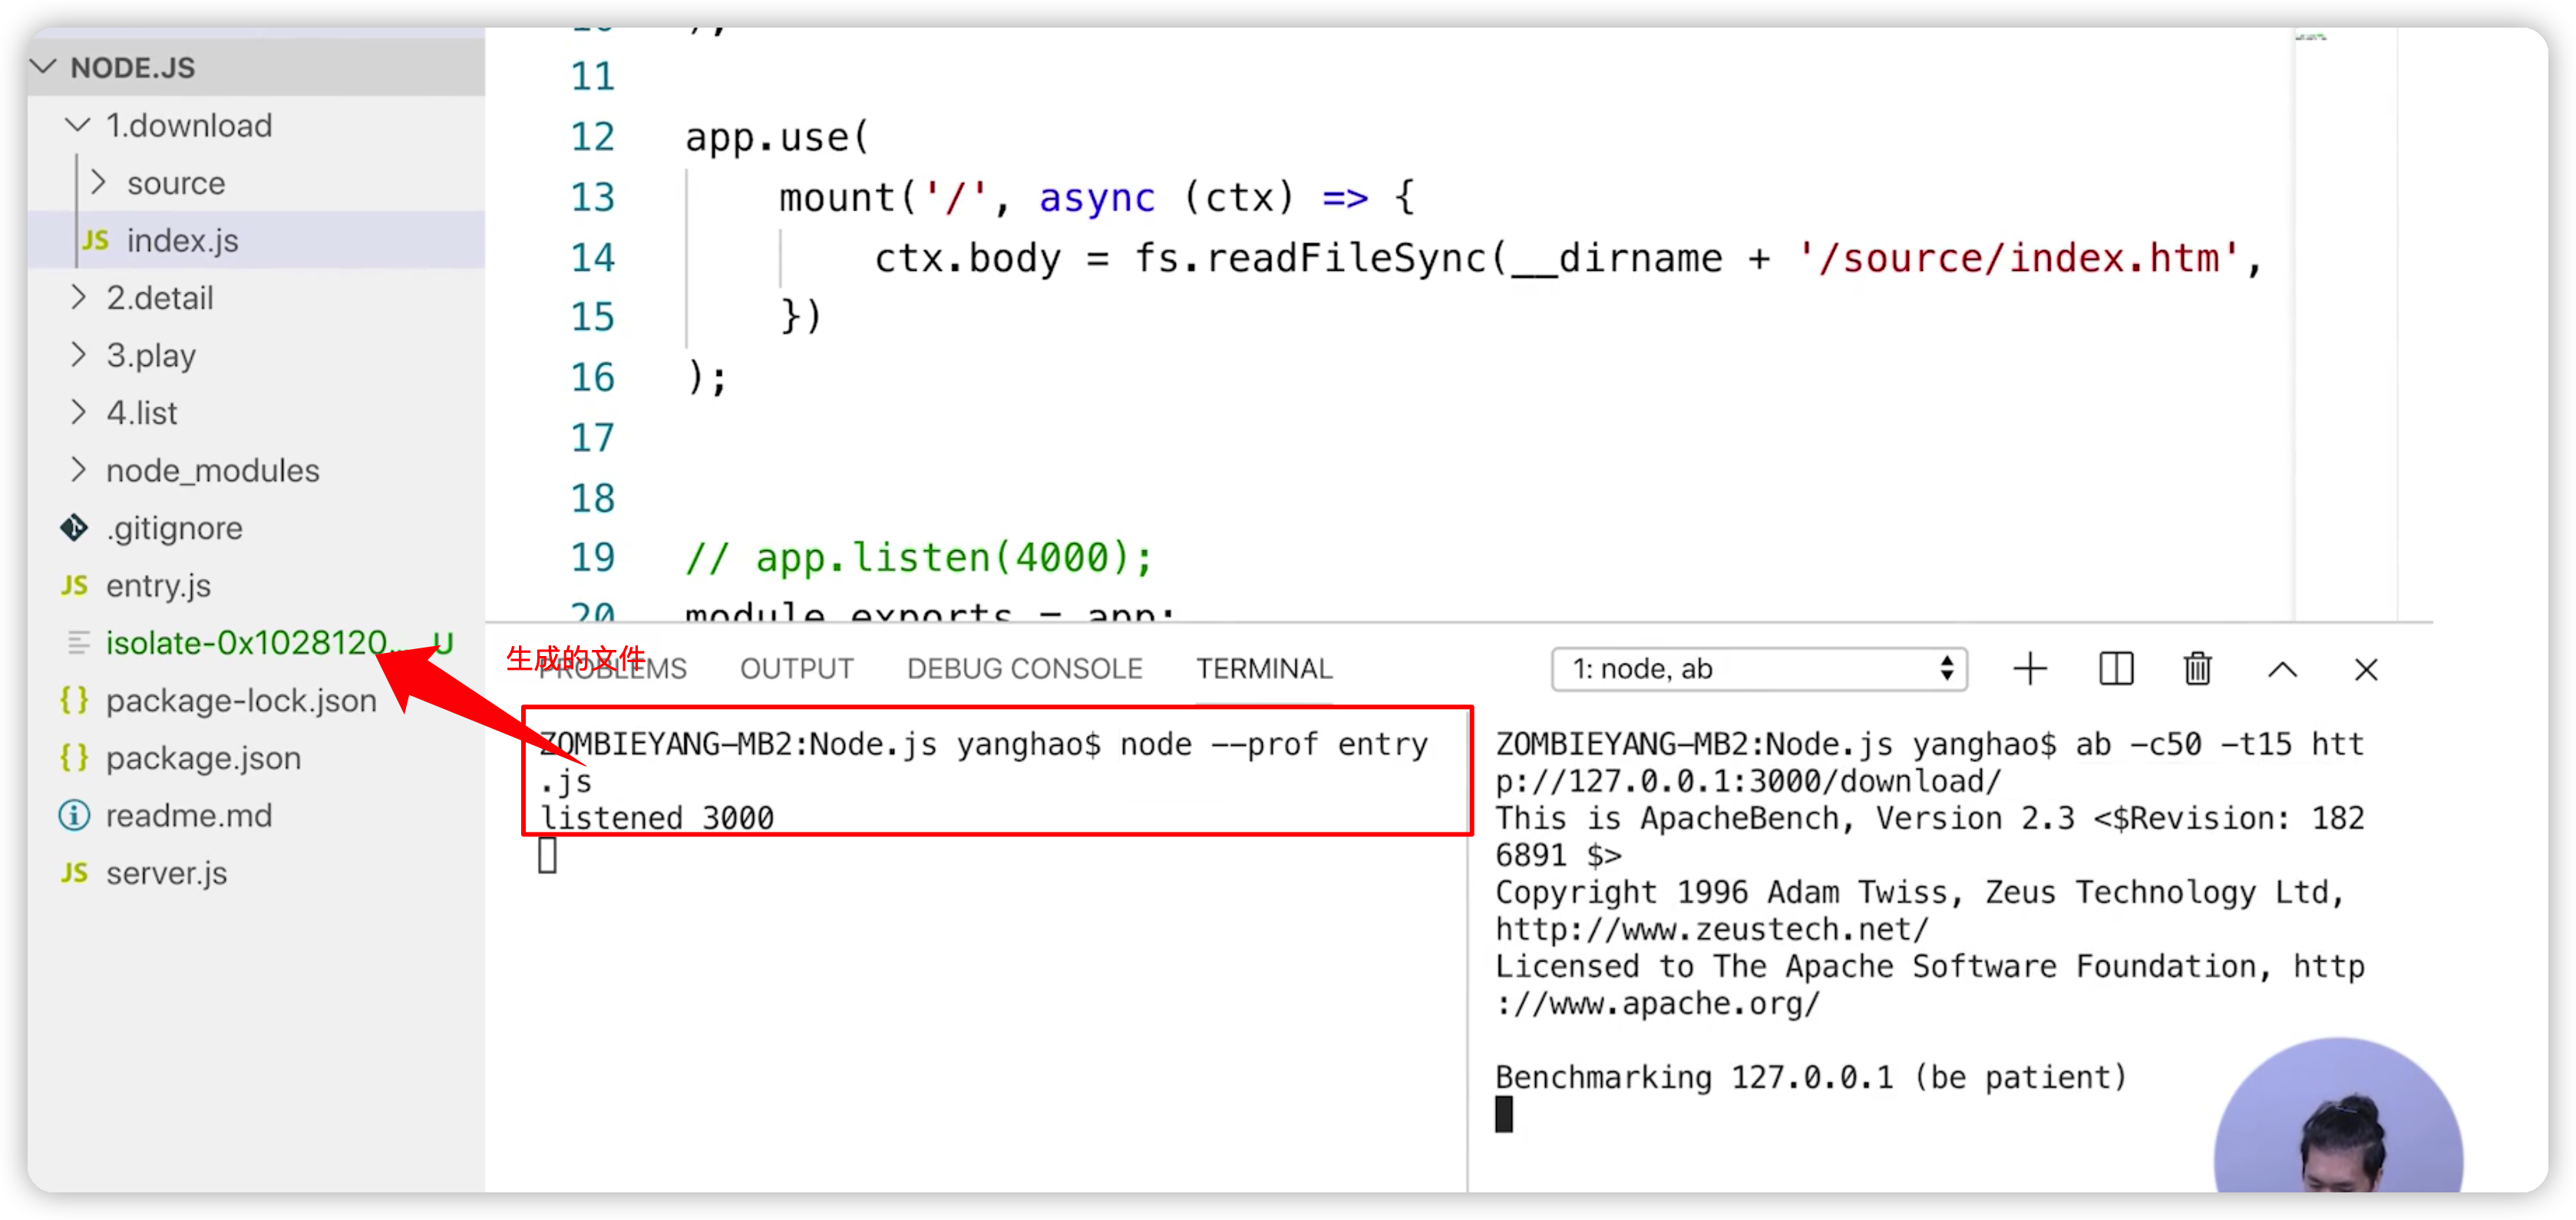 NODE.JS
1.download
source
JS index.js
2.detail
3.play
4.list
node_modules
.gitignore
JS entry.js
isolate-0x1028120... U
{ } package-lock.json
{ } package.json
readme.md
JS server.js
11
12 app.use(
13 mount('/', async (ctx) => {
14 ctx.body = fs.readFileSync(__dirname + '/source/index.htm',
15 })
16 );
17
18
19 // app.listen(4000);
20 module exports = app;
生成的文件
PROBLEMS OUTPUT DEBUG CONSOLE TERMINAL 1: node, ab
ZOMBIEYANG-MB2:Node.js yanghao$ node --prof entry
.js
listened 3000
ZOMBIEYANG-MB2:Node.js yanghao$ ab -c50 -t15 htt
p://127.0.0.1:3000/download/
This is ApacheBench, Version 2.3 <$Revision: 182
6891 $>
Copyright 1996 Adam Twiss, Zeus Technology Ltd,
http://www.zeustech.net/
Licensed to The Apache Software Foundation, http
://www.apache.org/
Benchmarking 127.0.0.1 (be patient)